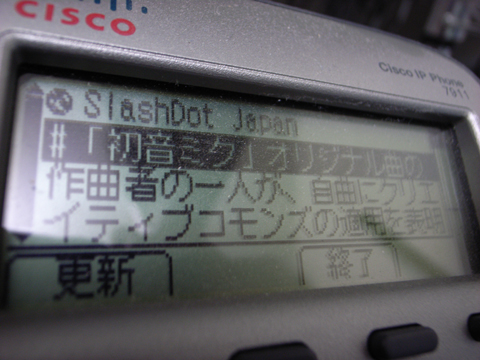 CISCO
Cisco IP Phone
7911
SlashDot Japan
#「初音ミク」オリジナル曲の
作曲者の一人が、自曲にクリエ
イティブコモンズの適用を表明
更新
終了